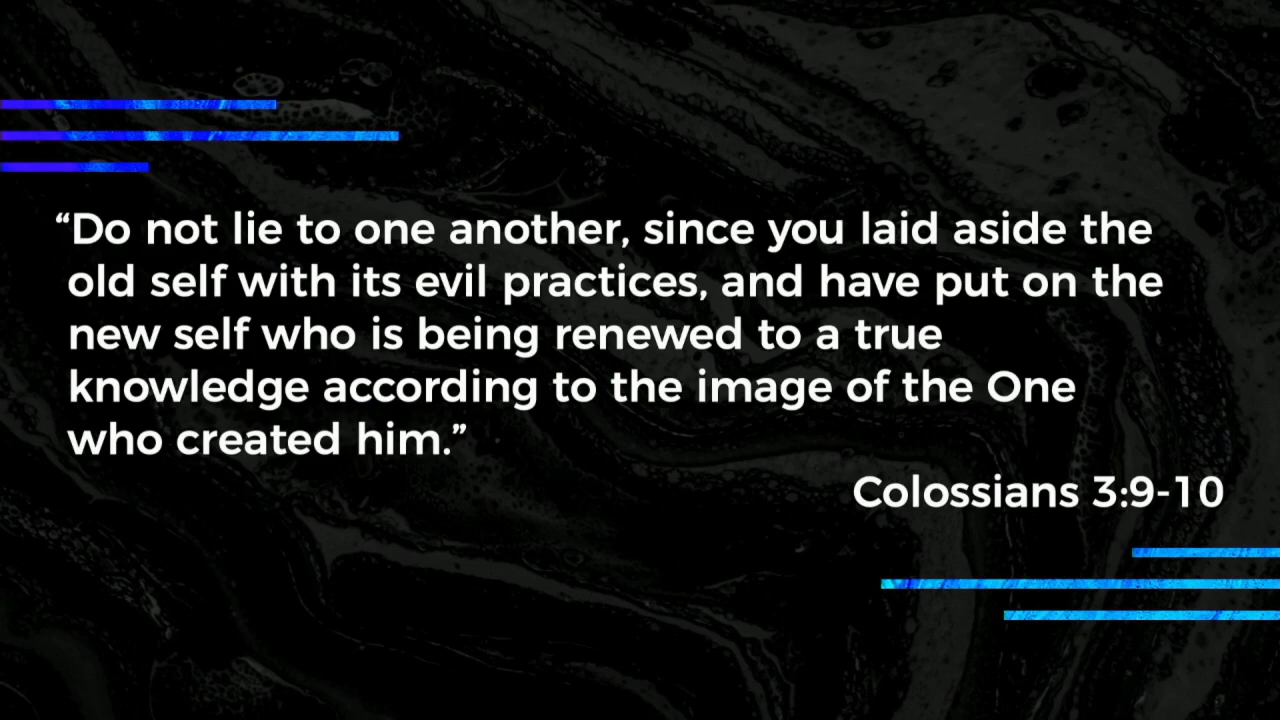 “Do not lie to one another, since you laid aside the
old self with its evil practices, and have put on the
new self who is being renewed to a true
knowledge according to the image of the One
who created him.”
Colossians 3:9-10